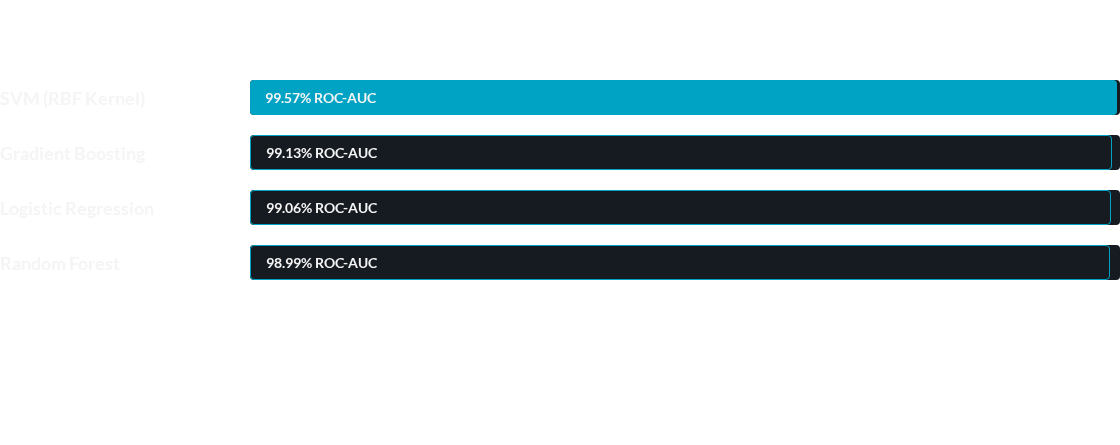 SVM (RBF Kernel) 99.57% ROC-AUC
Gradient Boosting 99.13% ROC-AUC
Logistic Regression 99.06% ROC-AUC
Random Forest 98.99% ROC-AUC